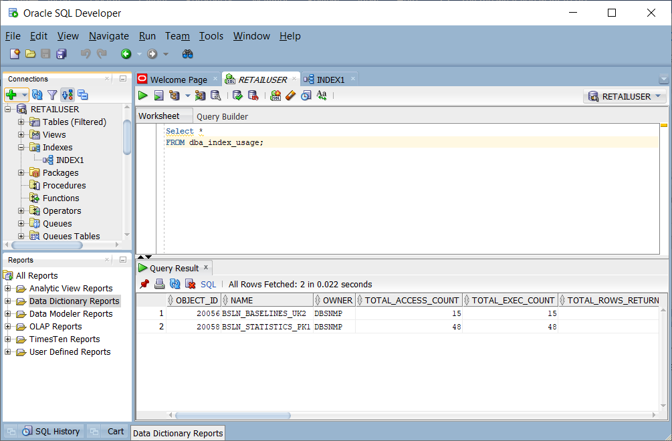 Oracle SQL Developer
File Edit View Navigate Run Team Tools Window Help
Connections
RETAILUSER
Tables (Filtered)
Views
Indexes
INDEX1
Packages
Procedures
Functions
Operators
Queues
Queues Tables
Reports
All Reports
Analytic View Reports
Data Dictionary Reports
Data Modeler Reports
OLAP Reports
TimesTen Reports
User Defined Reports
Welcome Page RETAILUSER INDEX1
RETAILUSER
Worksheet Query Builder
Select *
FROM dba_index_usage;
Query Result
SQL All Rows Fetched: 2 in 0.022 seconds
OBJECT_ID NAME OWNER TOTAL_ACCESS_COUNT TOTAL_EXEC_COUNT TOTAL_ROWS_RETURN
1 20056 BSLN_BASELINES_UK2 DBSNMP 15 15
2 20058 BSLN_STATISTICS_PK1 DBSNMP 48 48
SQL History Cart Data Dictionary Reports